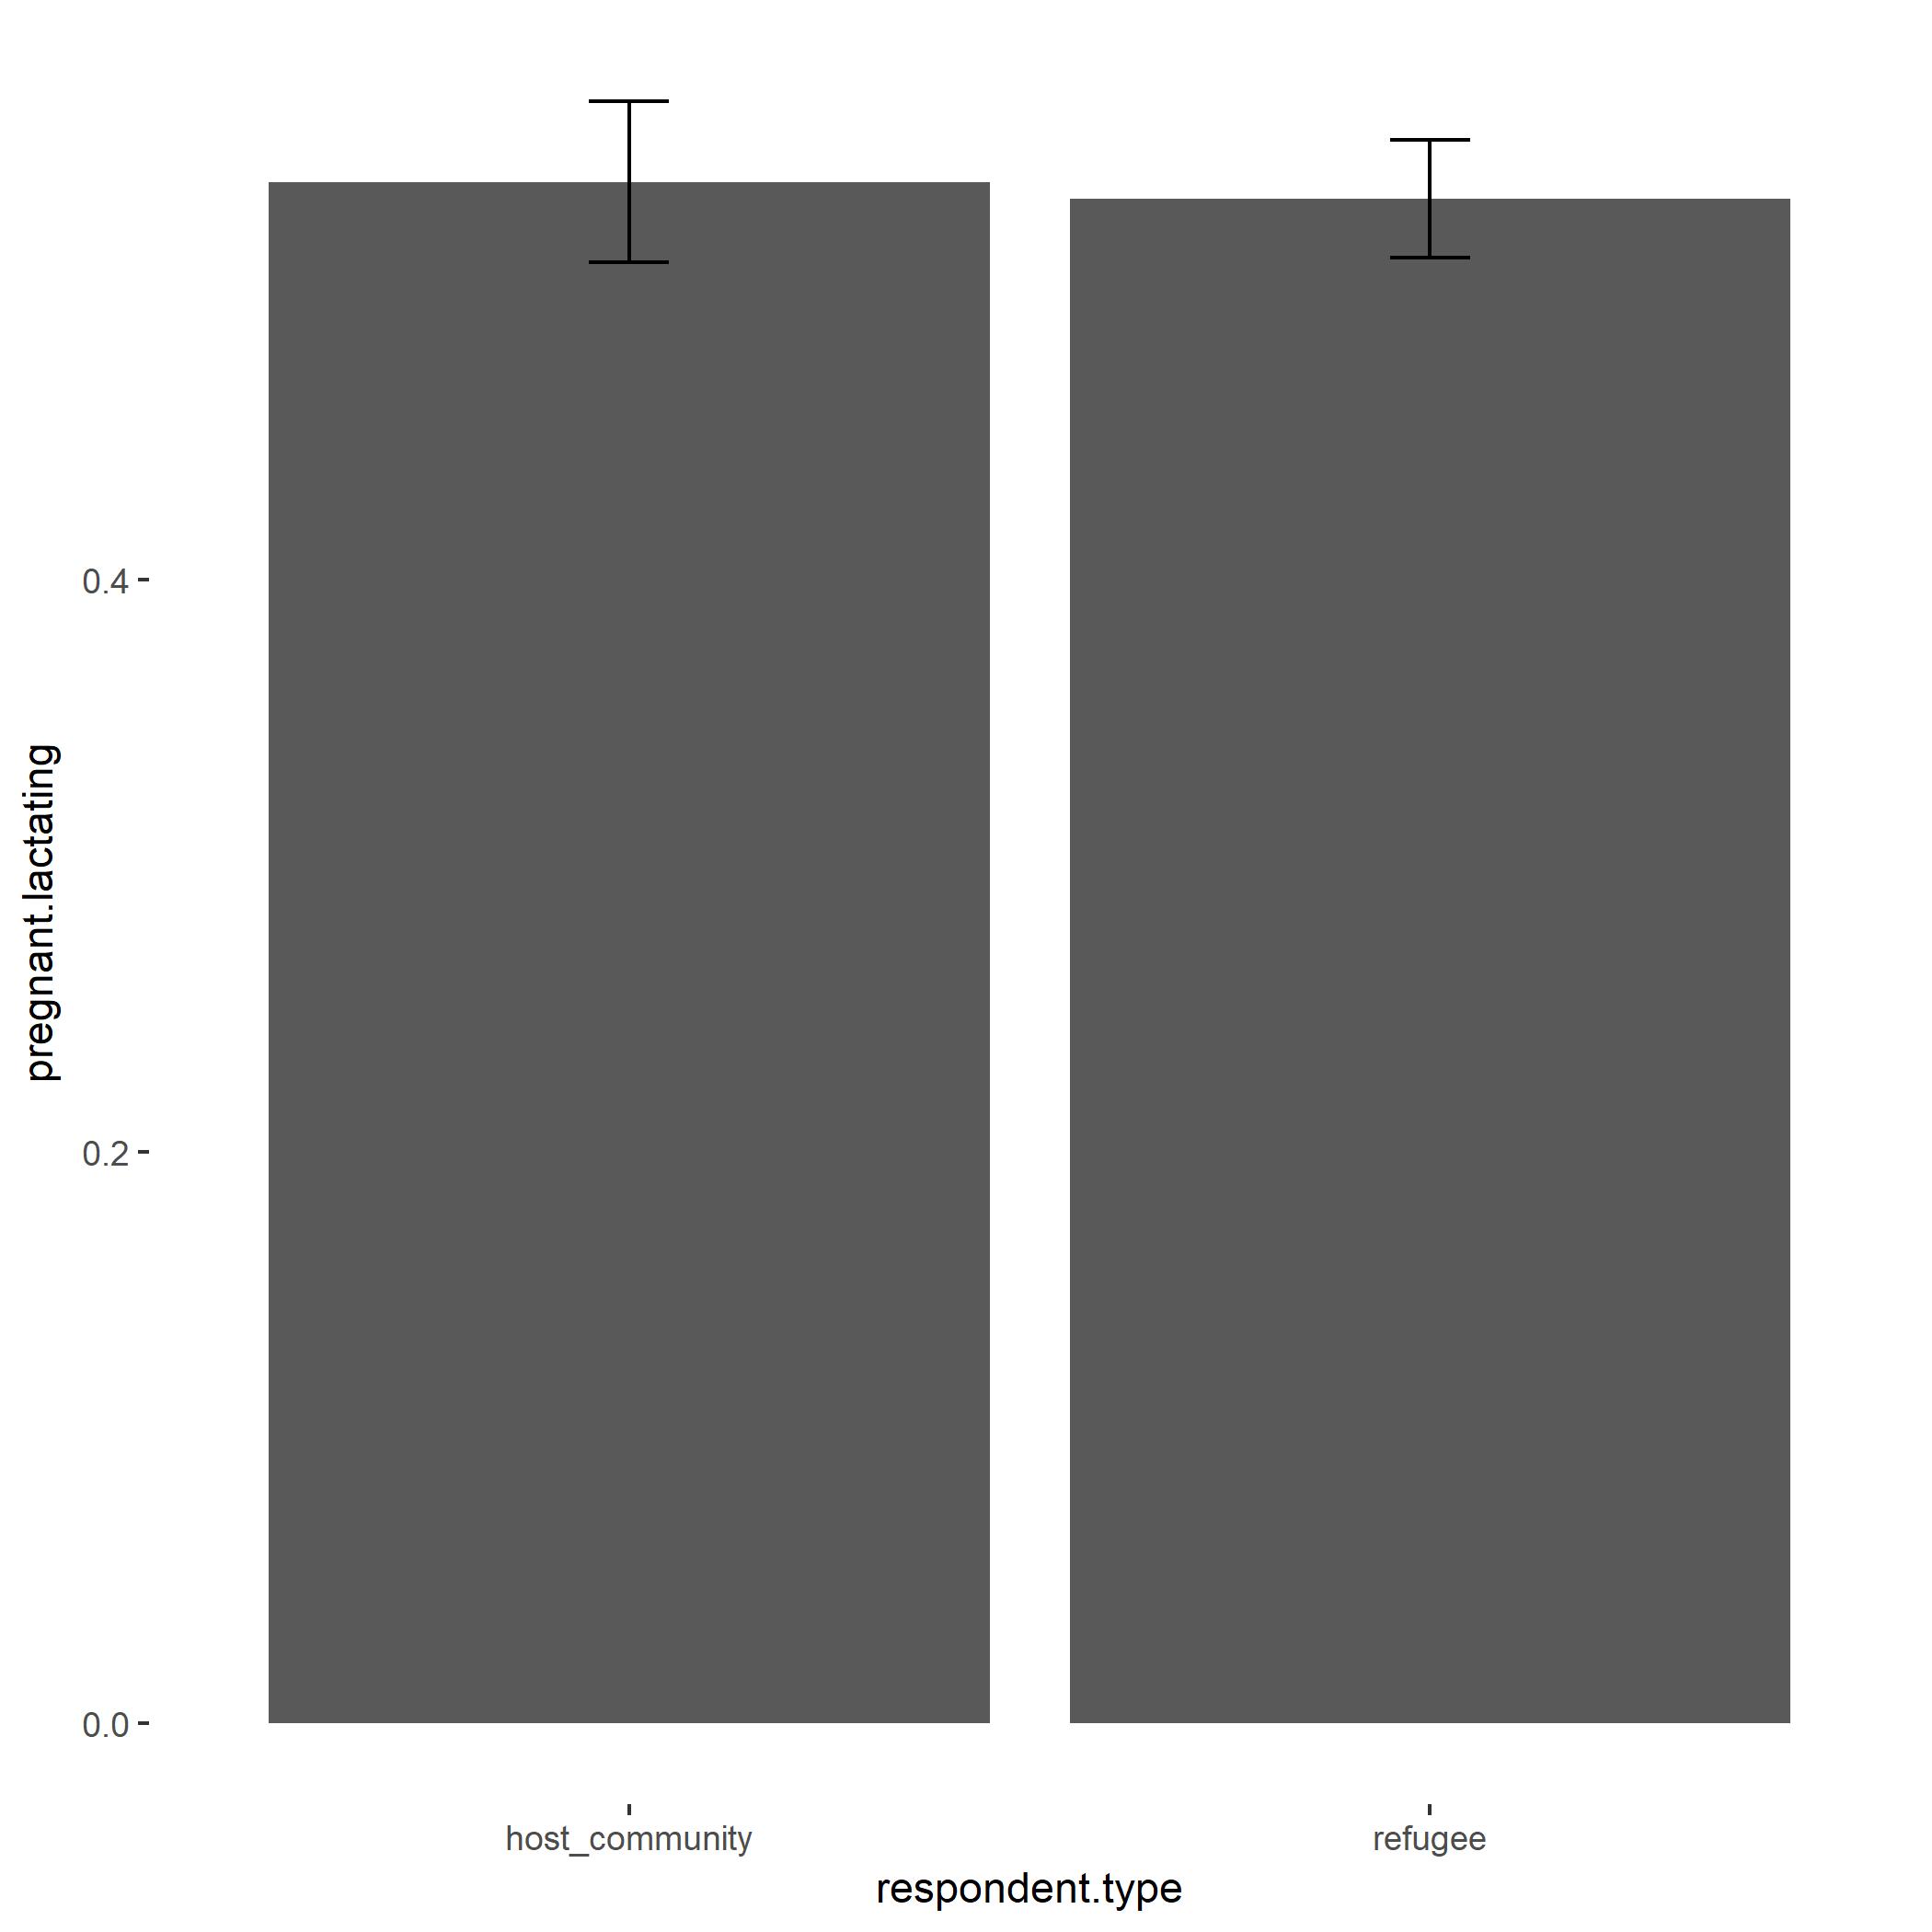 pregnant.lactating
0.4
0.2
0.0
host_community
refugee
respondent.type